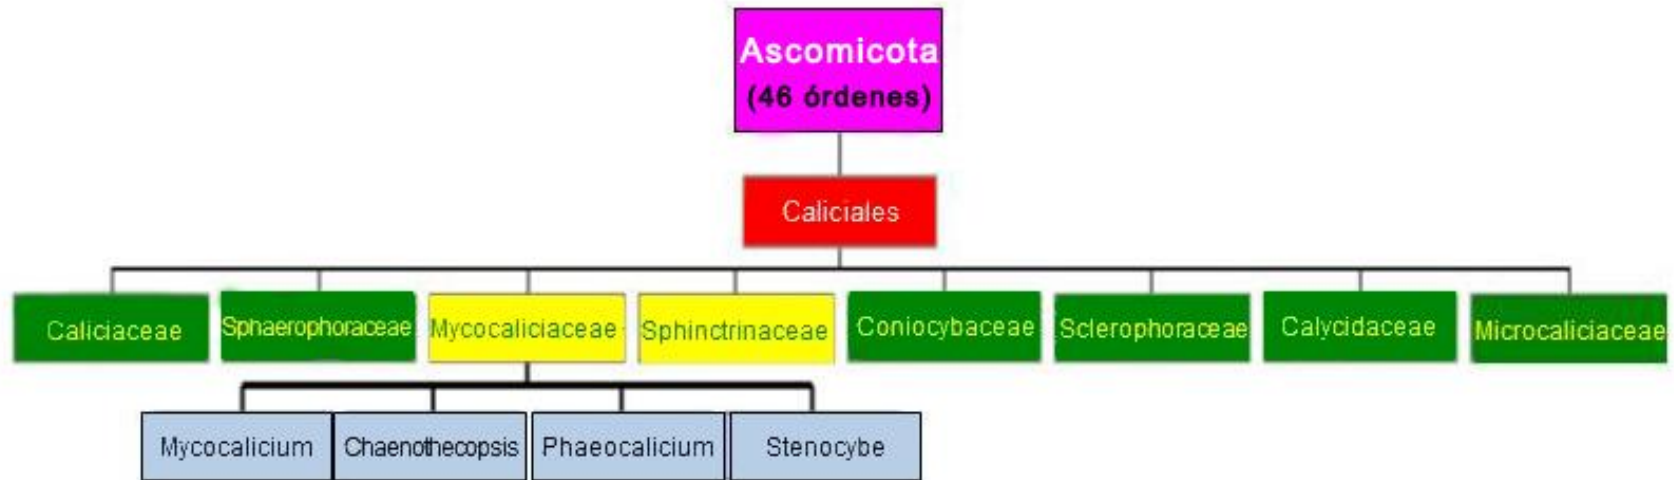 Ascomicota
(46 órdenes)
Caliciales
Caliciaceae
Sphaerophoraceae
Mycocaliciaceae
Sphinctrinaceae
Coniocybaceae
Sclerophoraceae
Calycidaceae
Microcaliciaceae
Mycocalicium
Chaenothecopsis
Phaeocalicium
Stenocybe